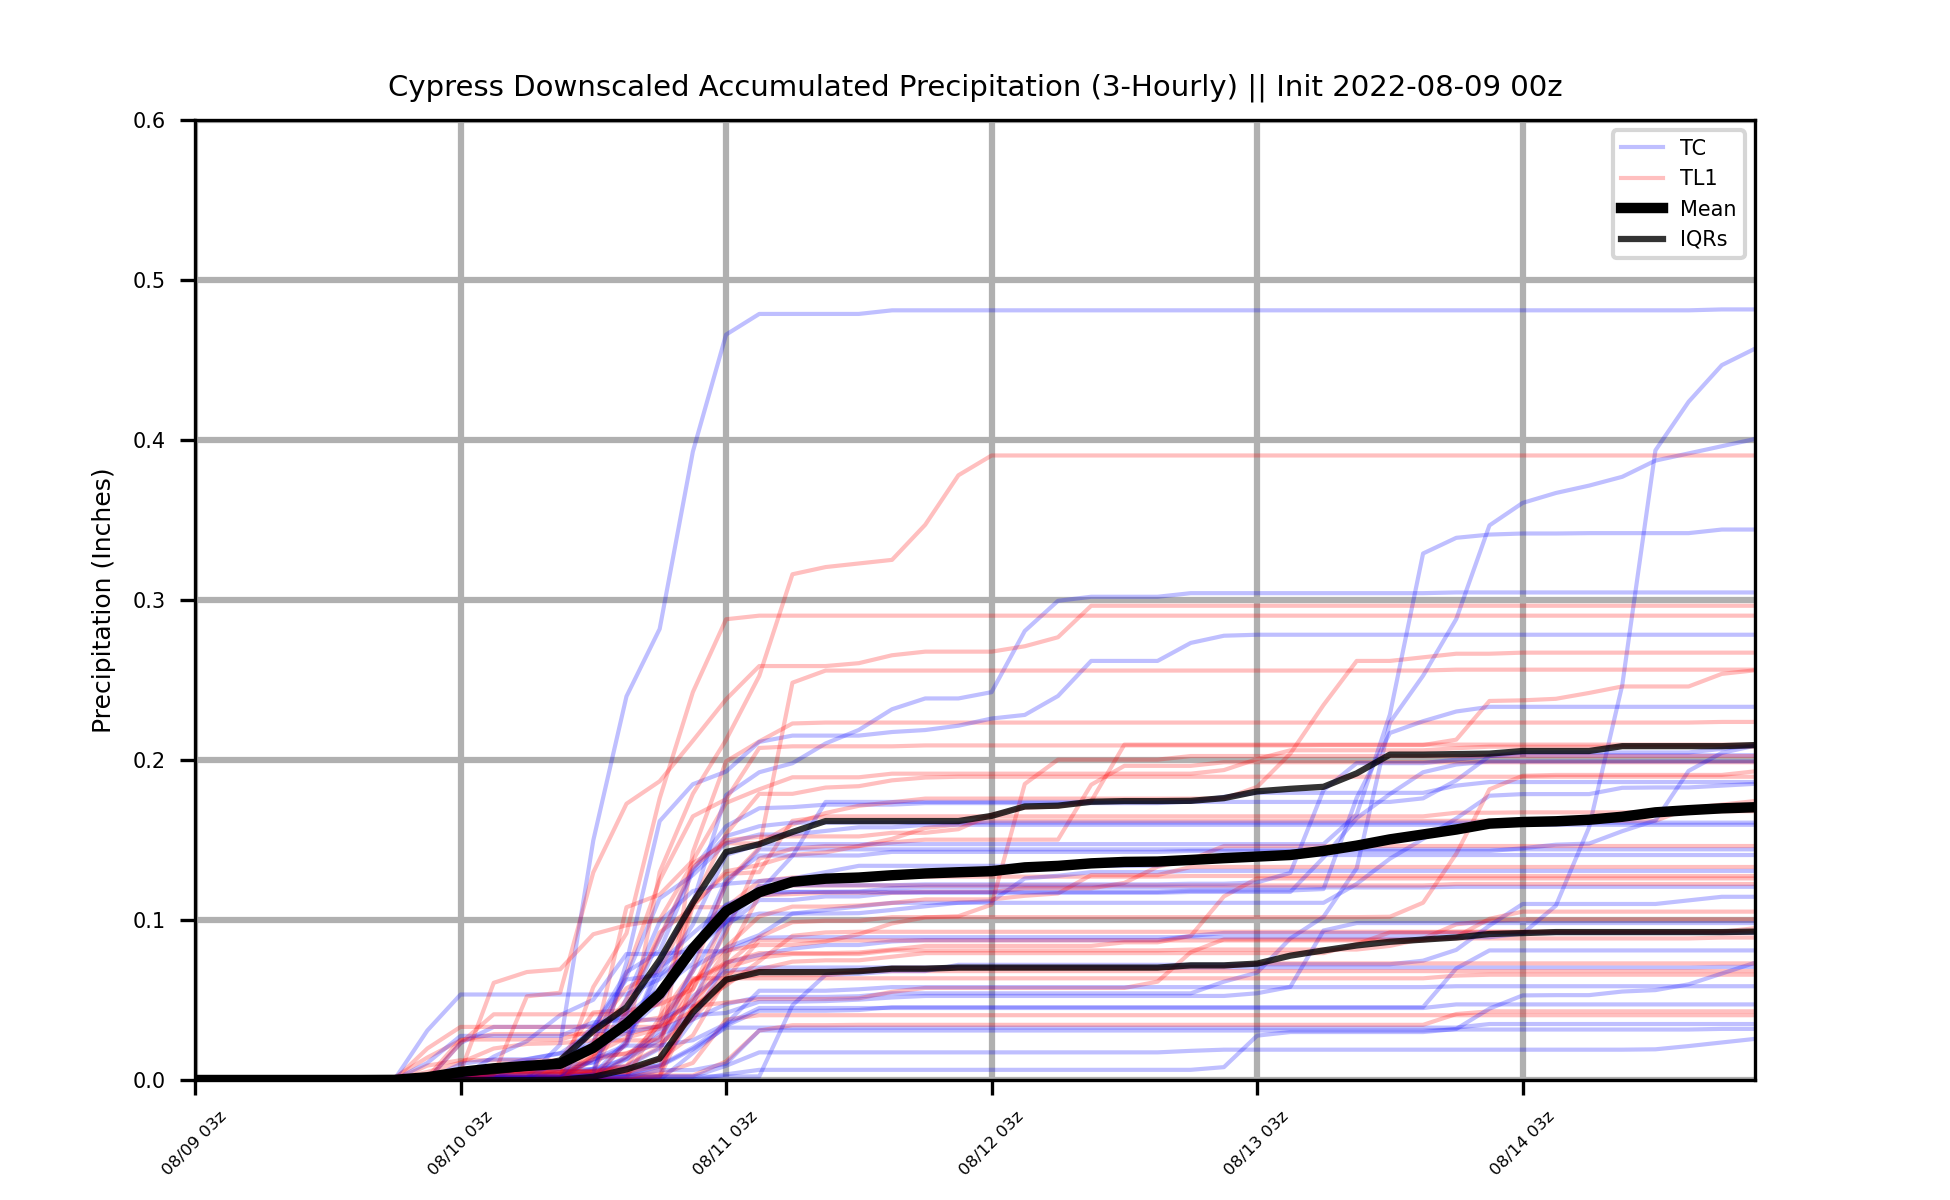 Cypress Downscaled Accumulated Precipitation (3-Hourly) || Init 2022-08-09 00z
TC
TL1
Mean
IQRs
Precipitation (Inches)
0.6
0.5
0.4
0.3
0.2
0.1
0.0
08/09 03z
08/10 03z
08/11 03z
08/12 03z
08/13 03z
08/14 03z